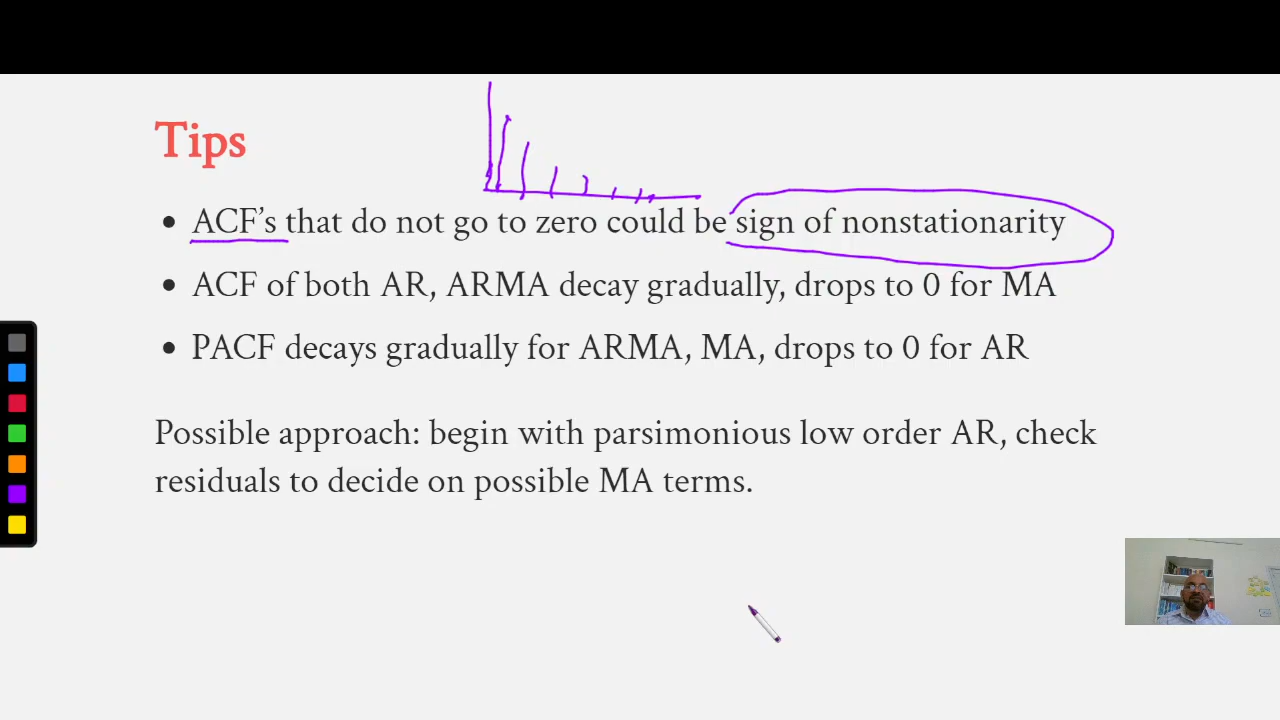 Tips
• ACF’s that do not go to zero could be sign of nonstationarity
• ACF of both AR, ARMA decay gradually, drops to 0 for MA
• PACF decays gradually for ARMA, MA, drops to 0 for AR
Possible approach: begin with parsimonious low order AR, check
residuals to decide on possible MA terms.